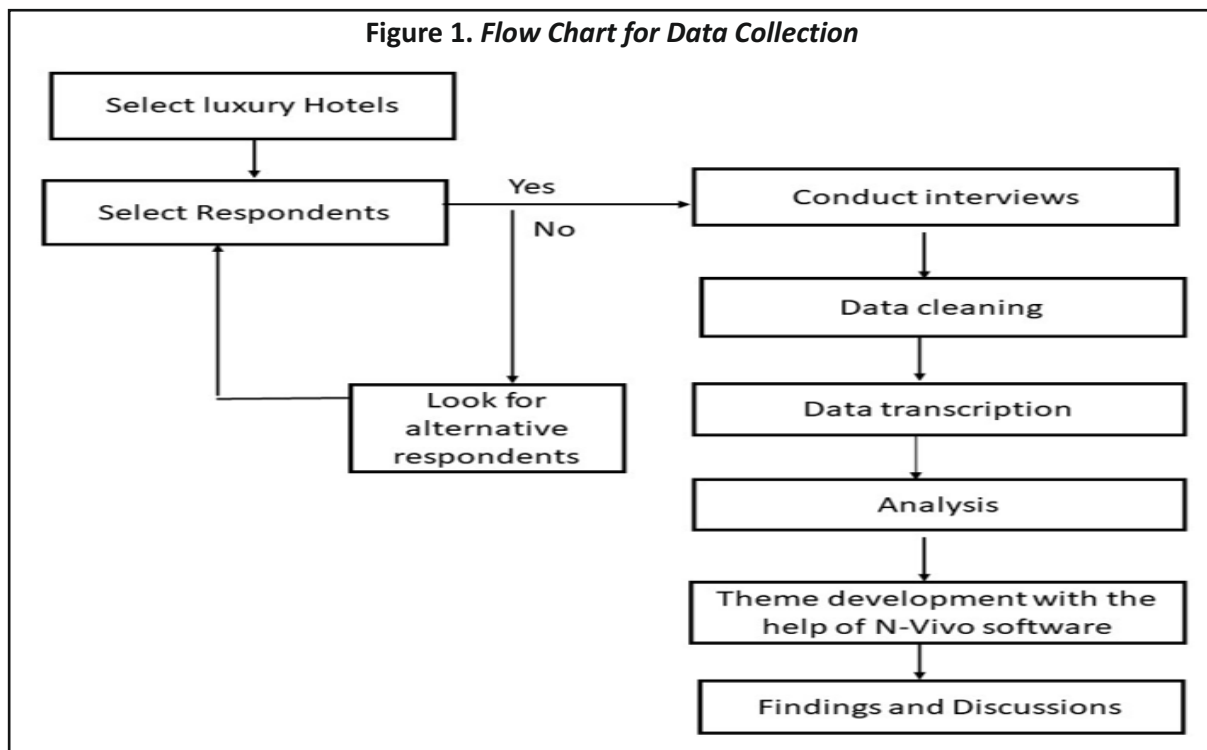 Figure 1. Flow Chart for Data Collection
Select luxury Hotels
Select Respondents
Yes
No
Look for
alternative
respondents
Conduct interviews
Data cleaning
Data transcription
Analysis
Theme development with the
help of N-Vivo software
Findings and Discussions